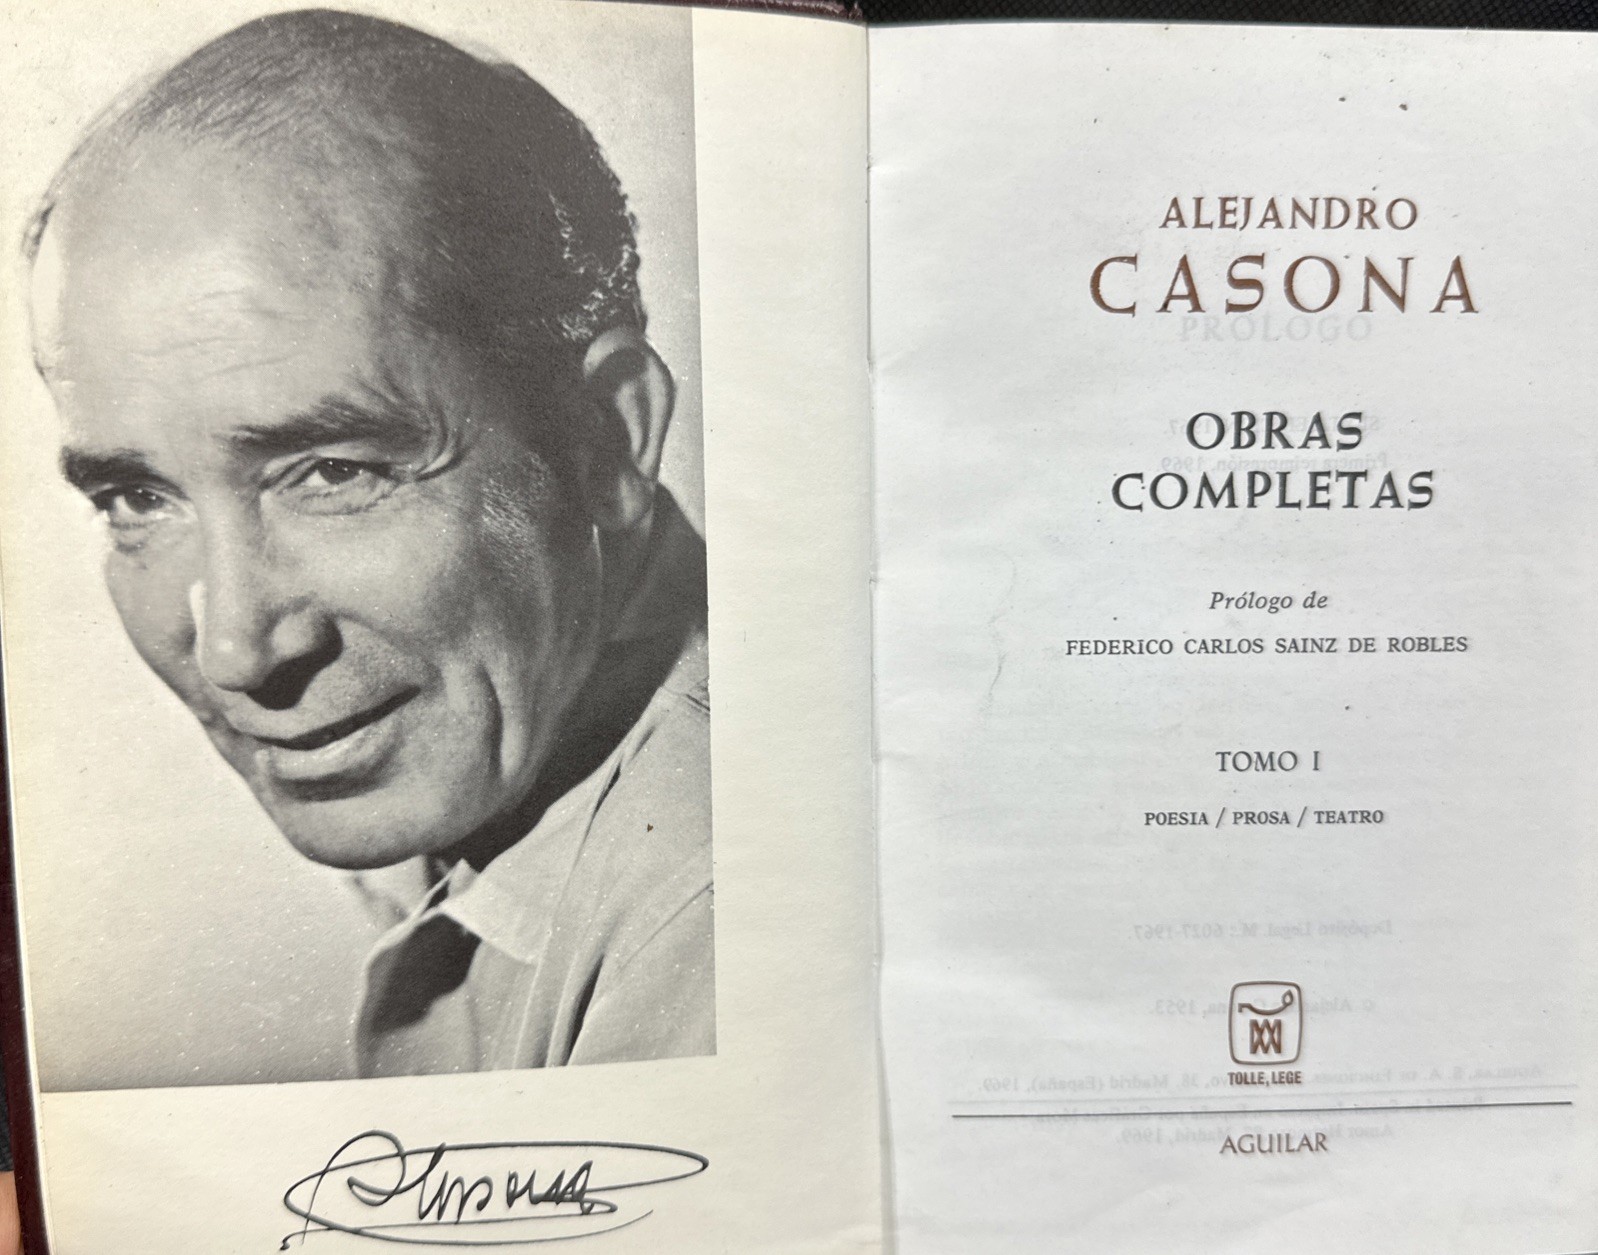 ALEJANDRO
CASONA
OBRAS
COMPLETAS
Prólogo de
FEDERICO CARLOS SAINZ DE ROBLES
TOMO I
POESIA / PROSA / TEATRO
TOLLE, LEGE
AGUILAR